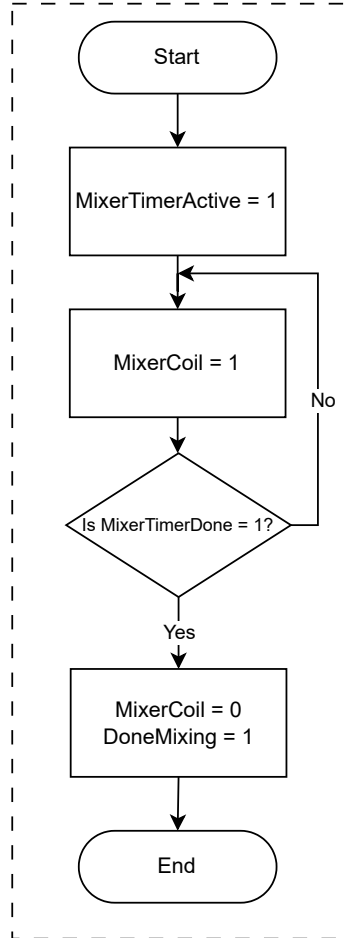 Start
MixerTimerActive = 1
MixerCoil = 1
No
Is MixerTimerDone = 1?
Yes
MixerCoil = 0
DoneMixing = 1
End